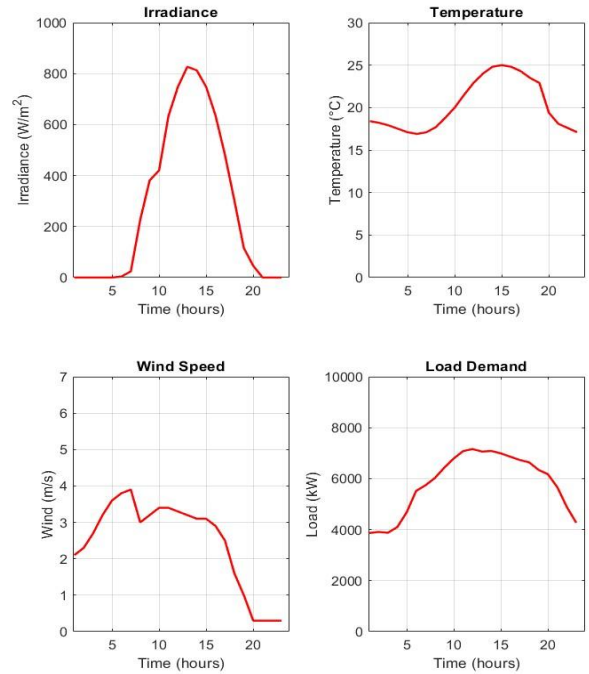 Irradiance
1000
800
600
400
200
0
Irradiance (W/m²)
5 10 15 20
Time (hours)
Temperature
30
25
20
15
10
5
0
Temperature (°C)
5 10 15 20
Time (hours)
Wind Speed
7
6
5
4
3
2
1
0
Wind (m/s)
5 10 15 20
Time (hours)
Load Demand
10000
8000
6000
4000
2000
0
Load (kW)
5 10 15 20
Time (hours)